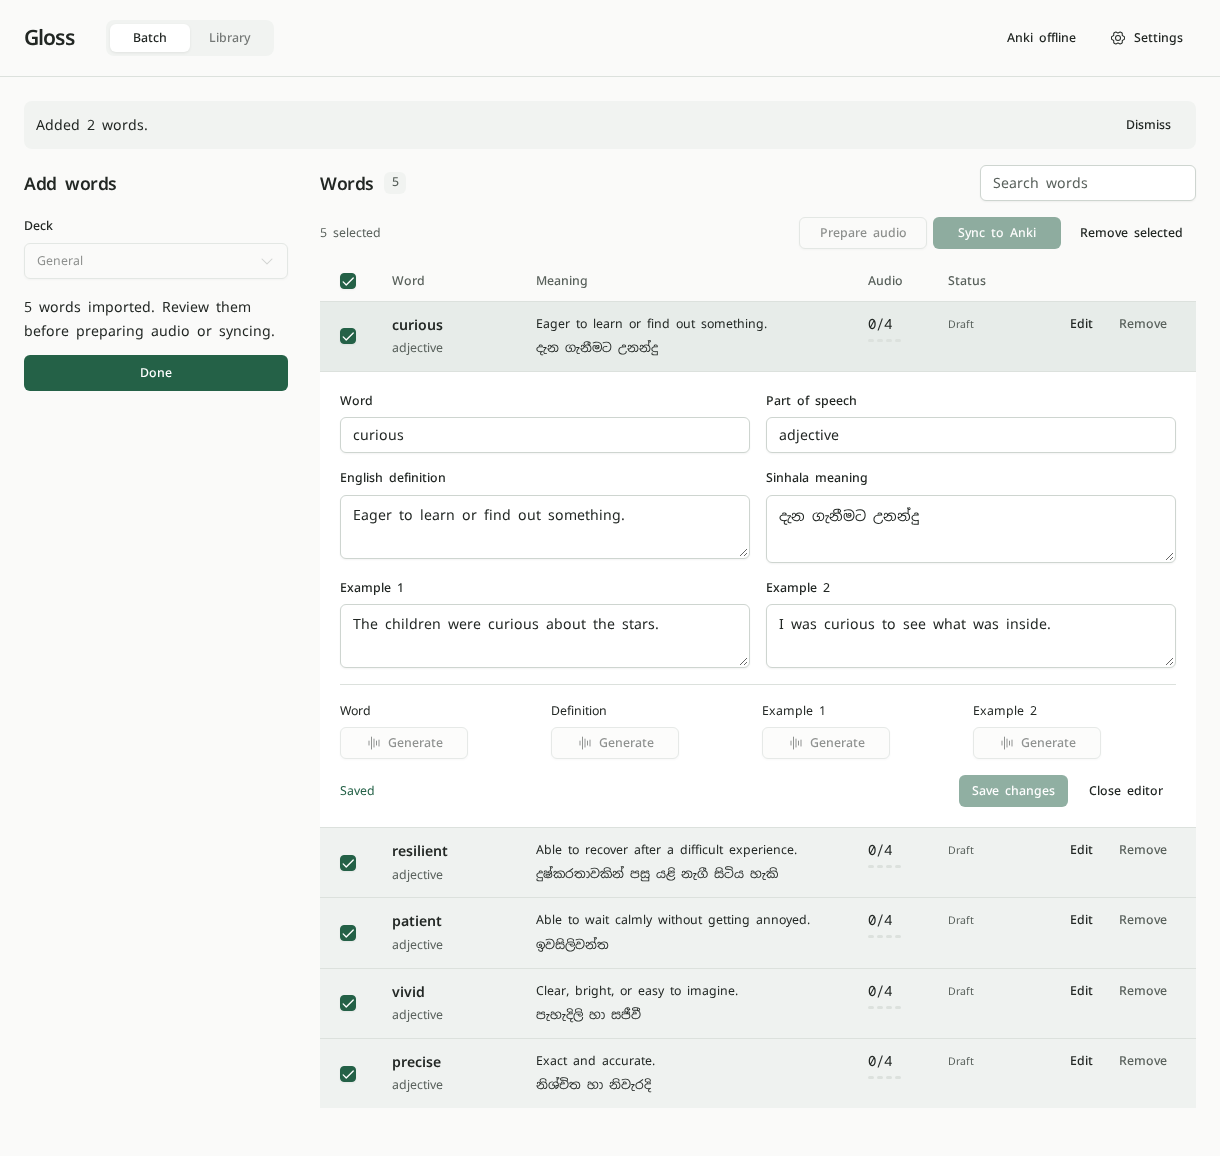 Gloss
Batch
Library
Anki offline
Settings
Added 2 words.
Dismiss
Add words
Deck
General
5 words imported. Review them
before preparing audio or syncing.
Done
Words 5
Search words
5 selected
Prepare audio
Sync to Anki
Remove selected
Word Meaning Audio Status
curious Eager to learn or find out something. 0/4 Draft Edit Remove
adjective දැන ගැනීමට උනන්දු
Word
curious
Part of speech
adjective
English definition
Eager to learn or find out something.
Sinhala meaning
දැන ගැනීමට උනන්දු
Example 1
The children were curious about the stars.
Example 2
I was curious to see what was inside.
Word Definition Example 1 Example 2
Generate Generate Generate Generate
Saved
Save changes
Close editor
resilient Able to recover after a difficult experience. 0/4 Draft Edit Remove
adjective දුෂ්කරතාවකින් පසු යළි නැගී සිටිය හැකි
patient Able to wait calmly without getting annoyed. 0/4 Draft Edit Remove
adjective ඉවසිලිවන්ත
vivid Clear, bright, or easy to imagine. 0/4 Draft Edit Remove
adjective පැහැදිලි හා සජීවී
precise Exact and accurate. 0/4 Draft Edit Remove
adjective නිශ්චිත හා නිවැරදි